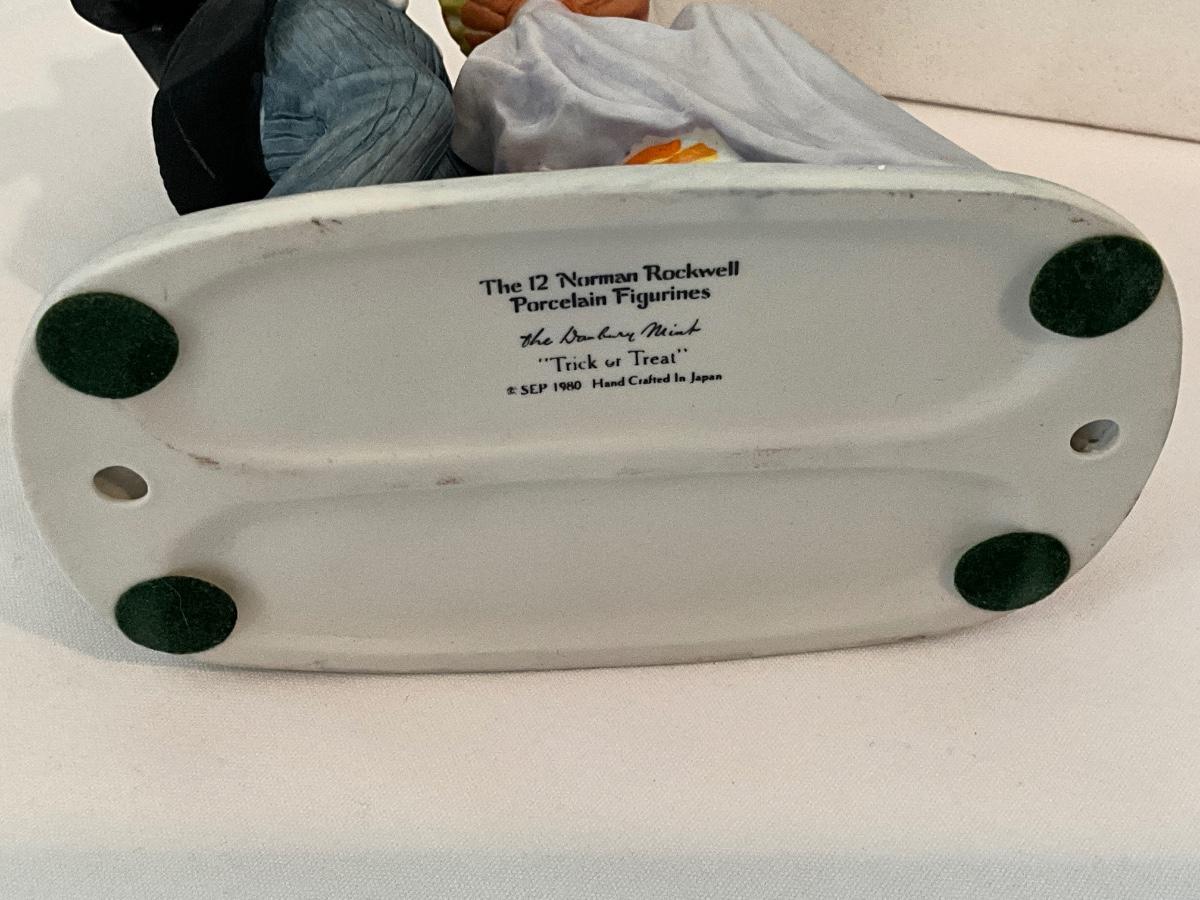 The 12 Norman Rockwell
Porcelain Figurines
The Danbury Mint
"Trick or Treat"
© SEP 1980 Hand Crafted In Japan